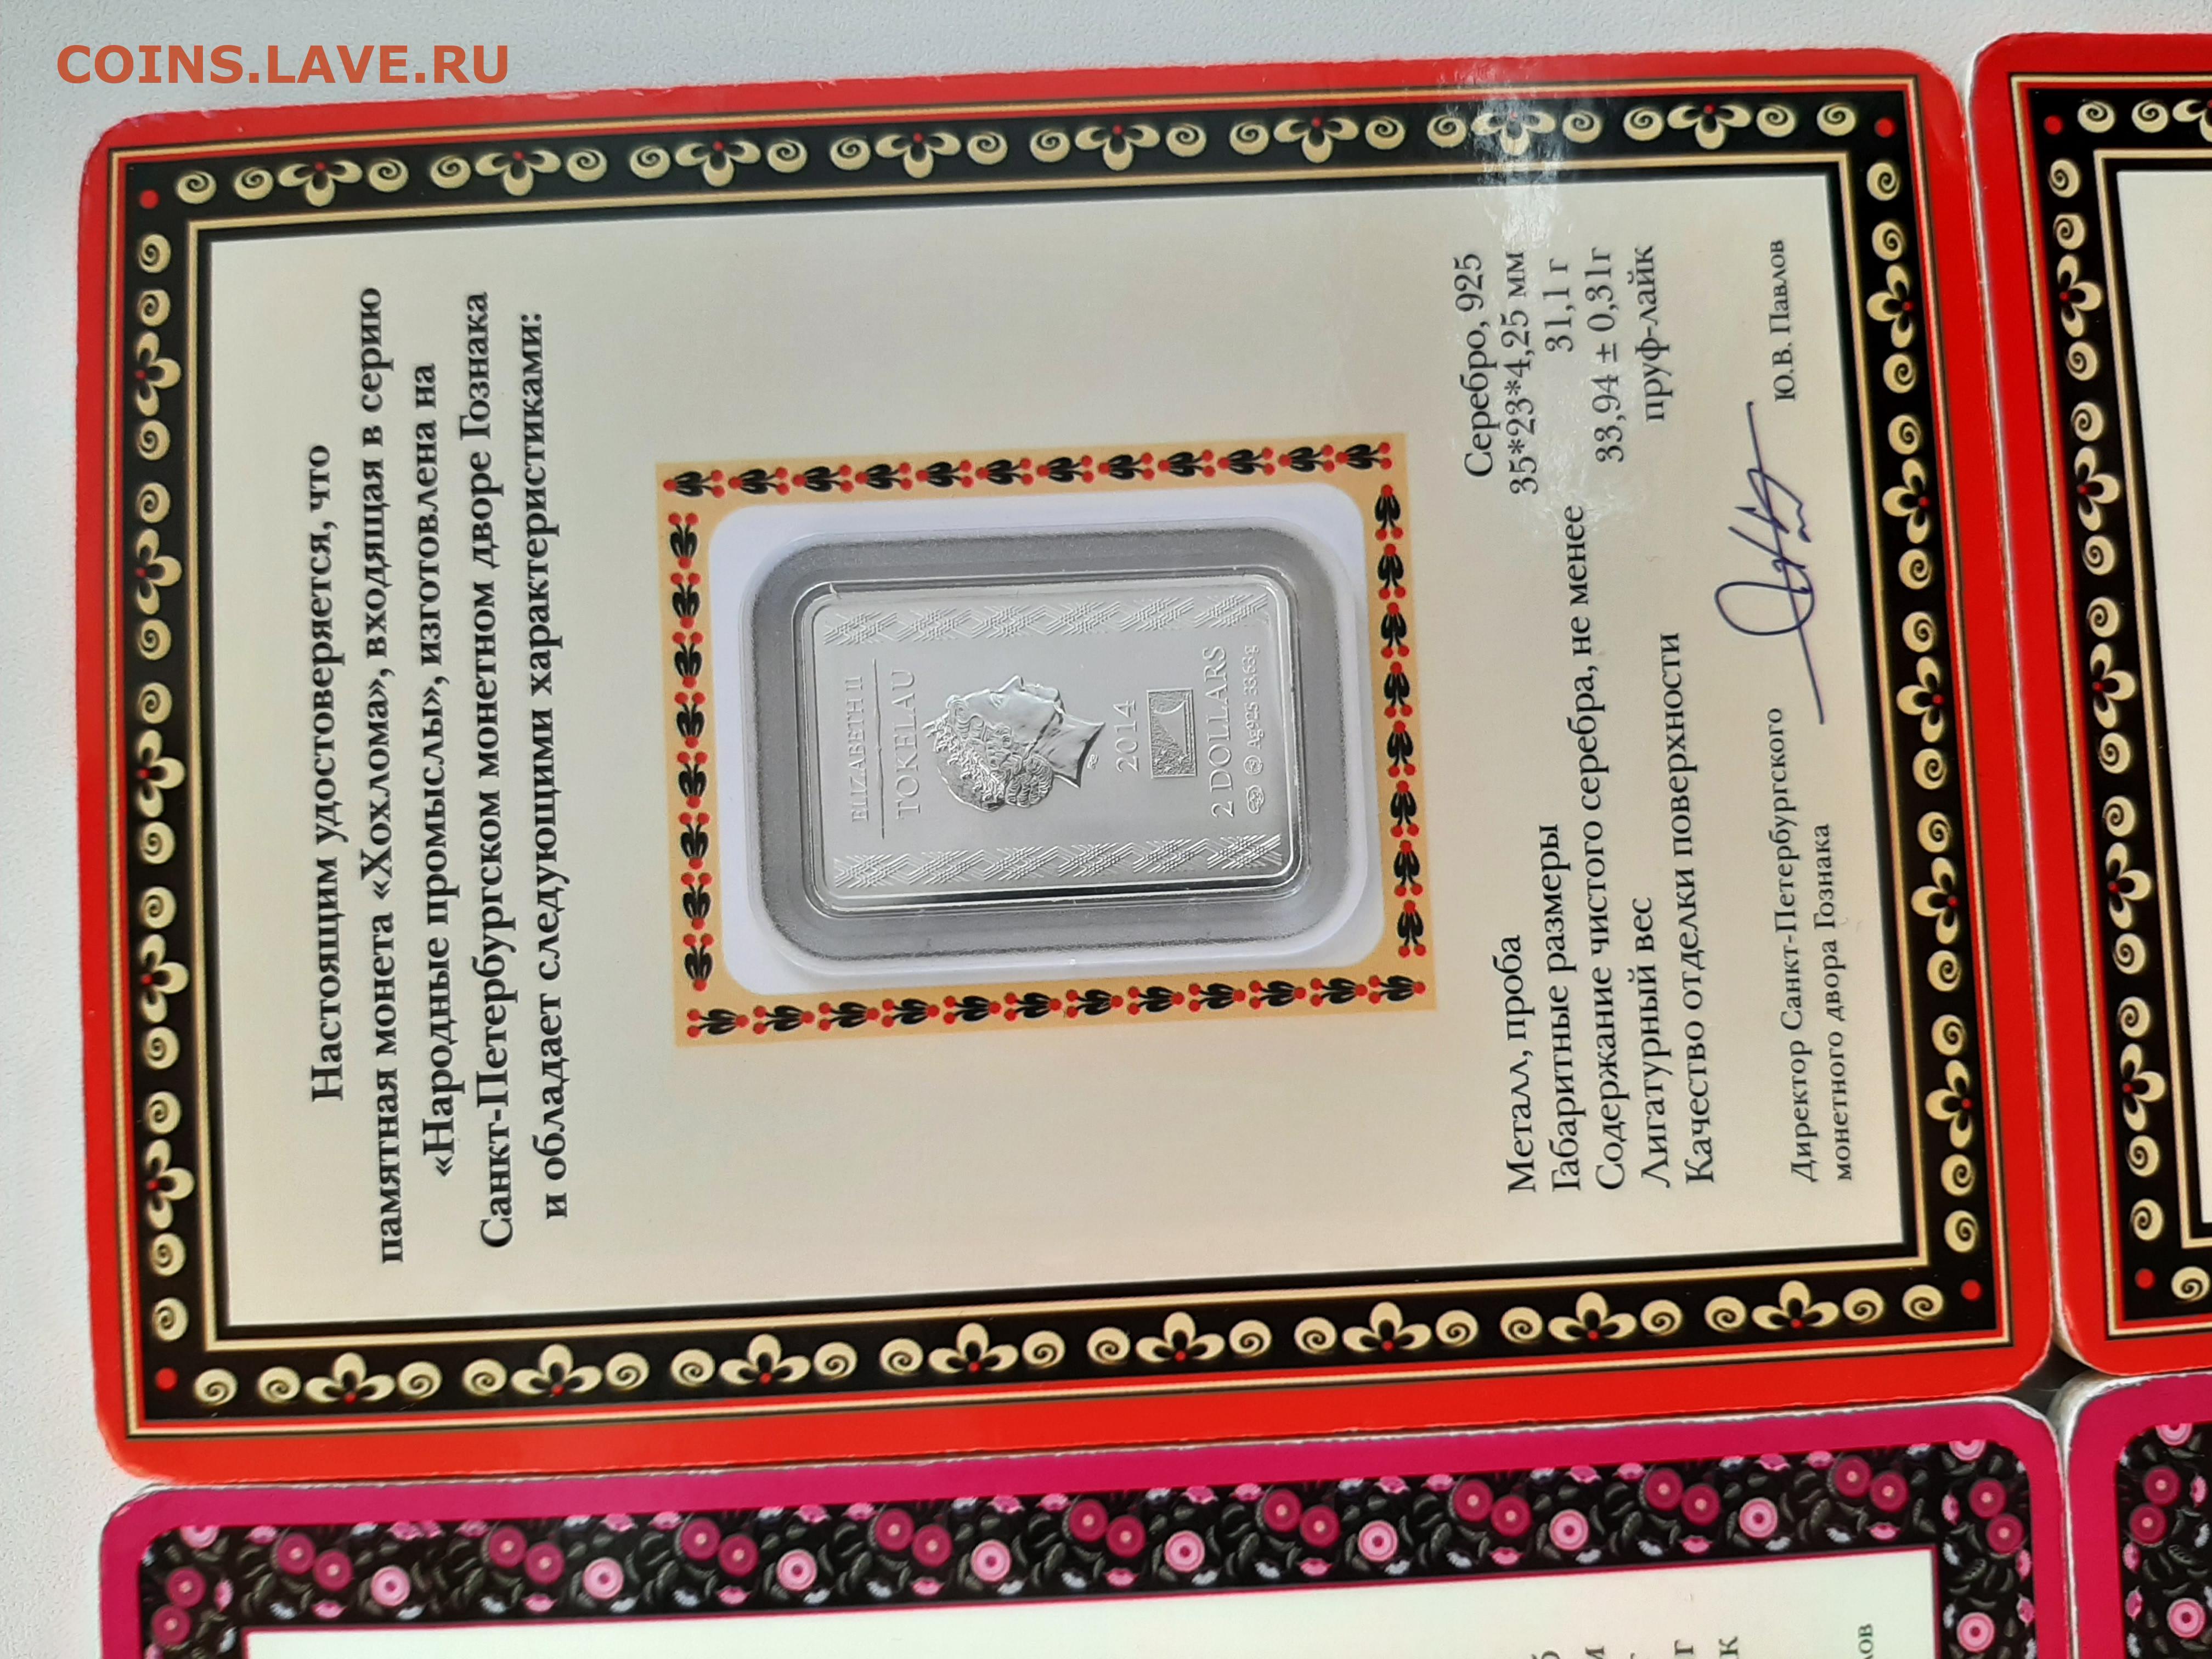 COINS.LAVE.RU
Настоящим удостоверяется, что
памятная монета «Хохлома», входящая в серию
«Народные промыслы», изготовлена на
Санкт-Петербургском монетном дворе Гознака
и обладает следующими характеристиками:
ELIZABETH II
TOKELAU
2014
2 DOLLARS
Ag925 33.63g
Металл, проба Серебро, 925
Габаритные размеры 35*23*4,25 мм
Содержание чистого серебра, не менее 31,1 г
Лигатурный вес 33,94 ± 0,31г
Качество отделки поверхности пруф-лайк
Директор Санкт-Петербургского
монетного двора Гознака Ю.В. Павлов